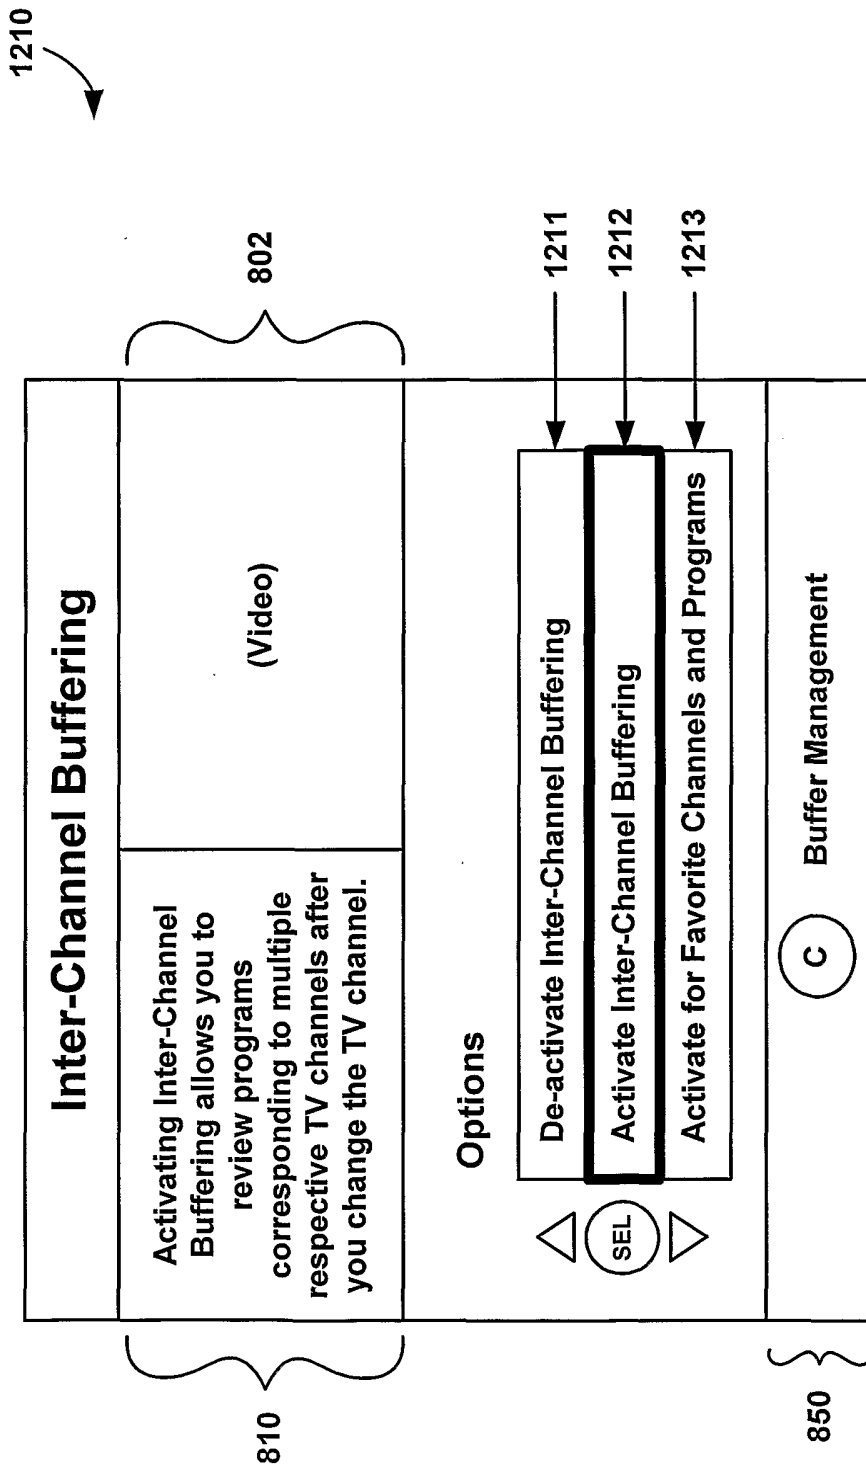 1210
Inter-Channel Buffering
Activating Inter-Channel
Buffering allows you to
review programs
corresponding to multiple
respective TV channels after
you change the TV channel.
(Video)
810
802
Options
De-activate Inter-Channel Buffering
Activate Inter-Channel Buffering
Activate for Favorite Channels and Programs
SEL
1211
1212
1213
C
Buffer Management
850